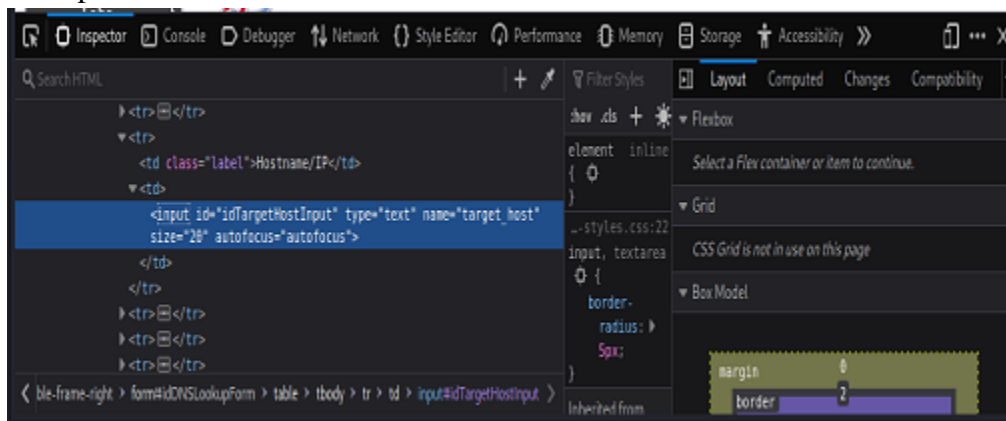 Inspector Console Debugger Network {} Style Editor Performance Memory Storage Accessibility
Search HTML
<tr></tr>
<tr>
<td class="label">Hostname/IP</td>
<td>
<input id="idTargetHostInput" type="text" name="target_host"
size="20" autofocus="autofocus">
</td>
</tr>
<tr></tr>
<tr></tr>
<tr></tr>
ble-frame-right > form#idDNSLookupForm > table > tbody > tr > td > input#idTargetHostInput
Filter Styles
:hov .cls +
element inline
{
}
…-styles.css:22
input, textarea
{
border-
radius:
5px;
}
Inherited from
Layout Computed Changes Compatibility
Flexbox
Select a Flex container or item to continue.
Grid
CSS Grid is not in use on this page
Box Model
margin 0
border 2